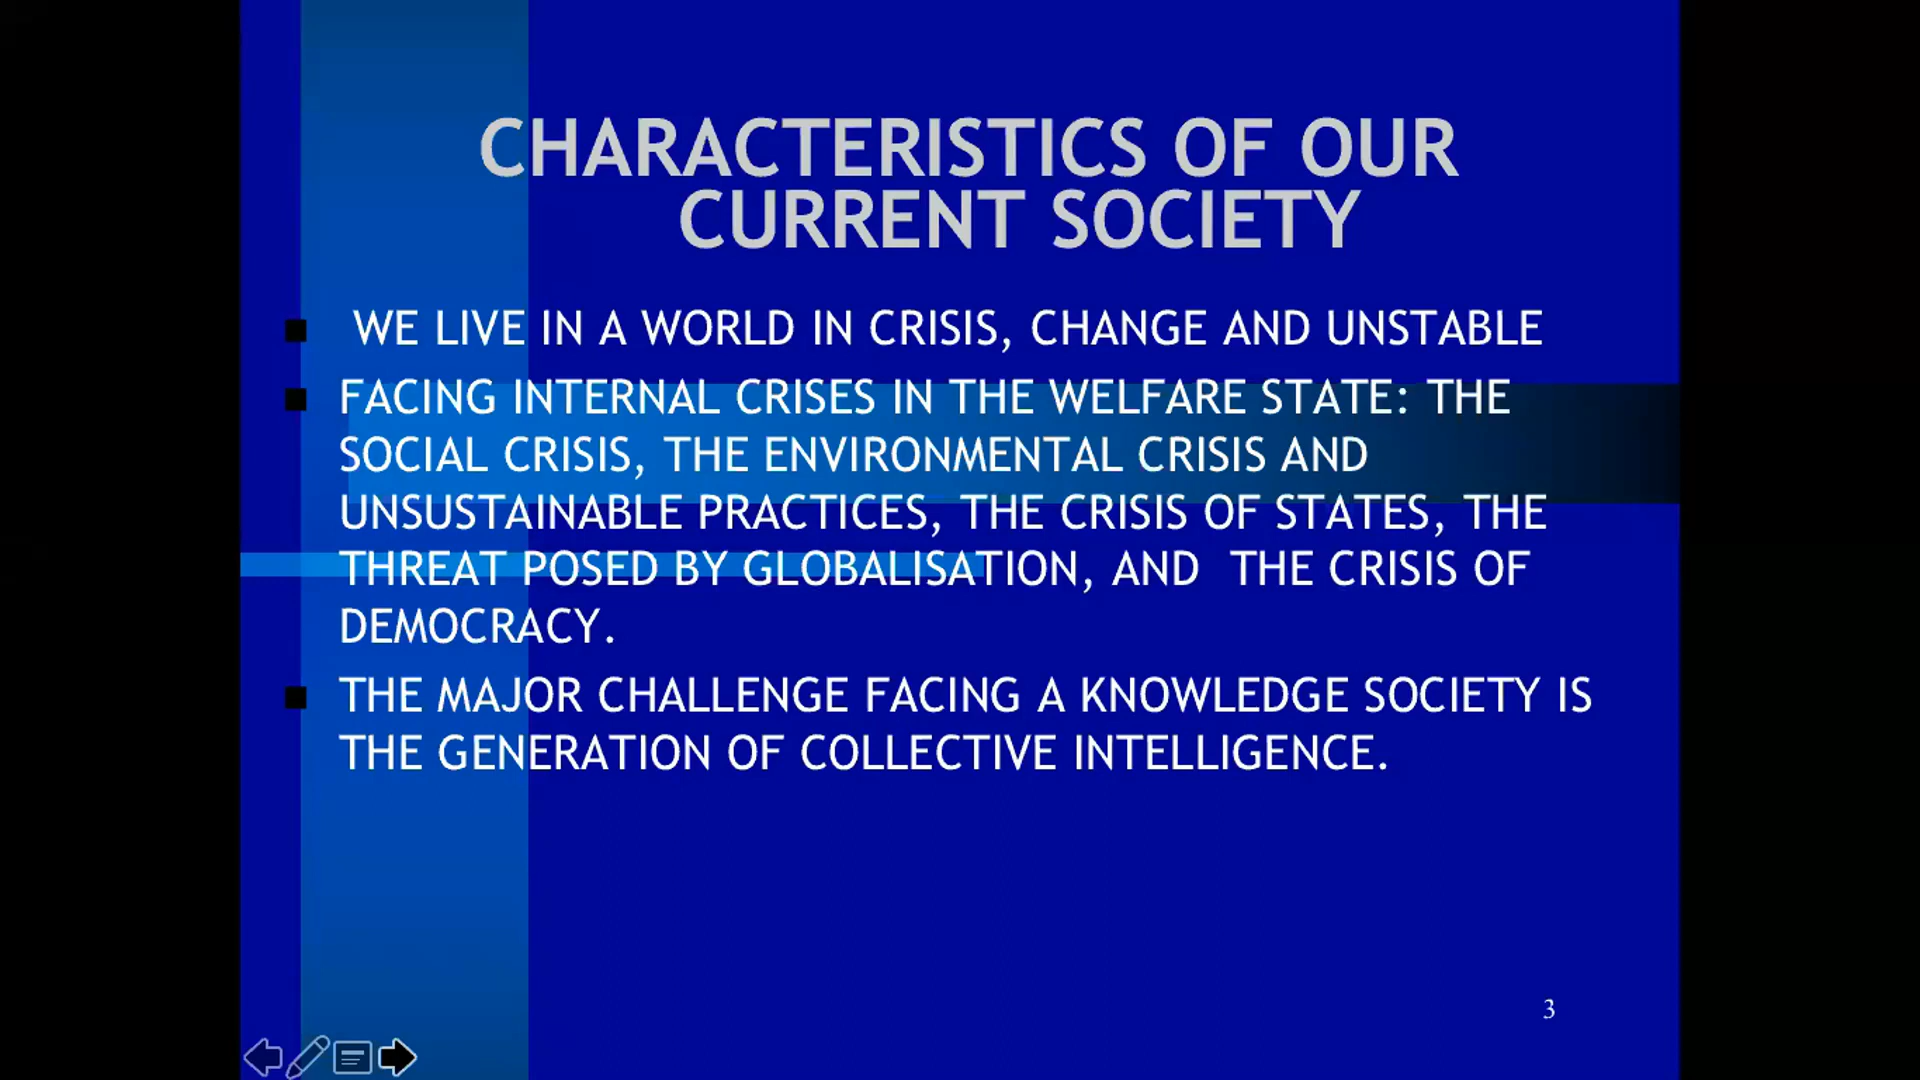 CHARACTERISTICS OF OUR
CURRENT SOCIETY
WE LIVE IN A WORLD IN CRISIS, CHANGE AND UNSTABLE
FACING INTERNAL CRISES IN THE WELFARE STATE: THE
SOCIAL CRISIS, THE ENVIRONMENTAL CRISIS AND
UNSUSTAINABLE PRACTICES, THE CRISIS OF STATES, THE
THREAT POSED BY GLOBALISATION, AND THE CRISIS OF
DEMOCRACY.
THE MAJOR CHALLENGE FACING A KNOWLEDGE SOCIETY IS
THE GENERATION OF COLLECTIVE INTELLIGENCE.
3